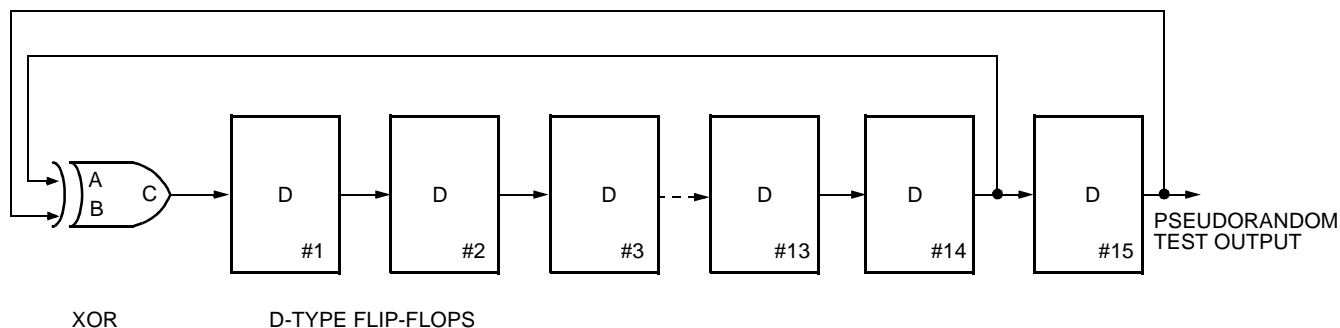 A
B
C
D
#1
D
#2
D
#3
D
#13
D
#14
D
#15
PSEUDORANDOM
TEST OUTPUT
XOR
D-TYPE FLIP-FLOPS